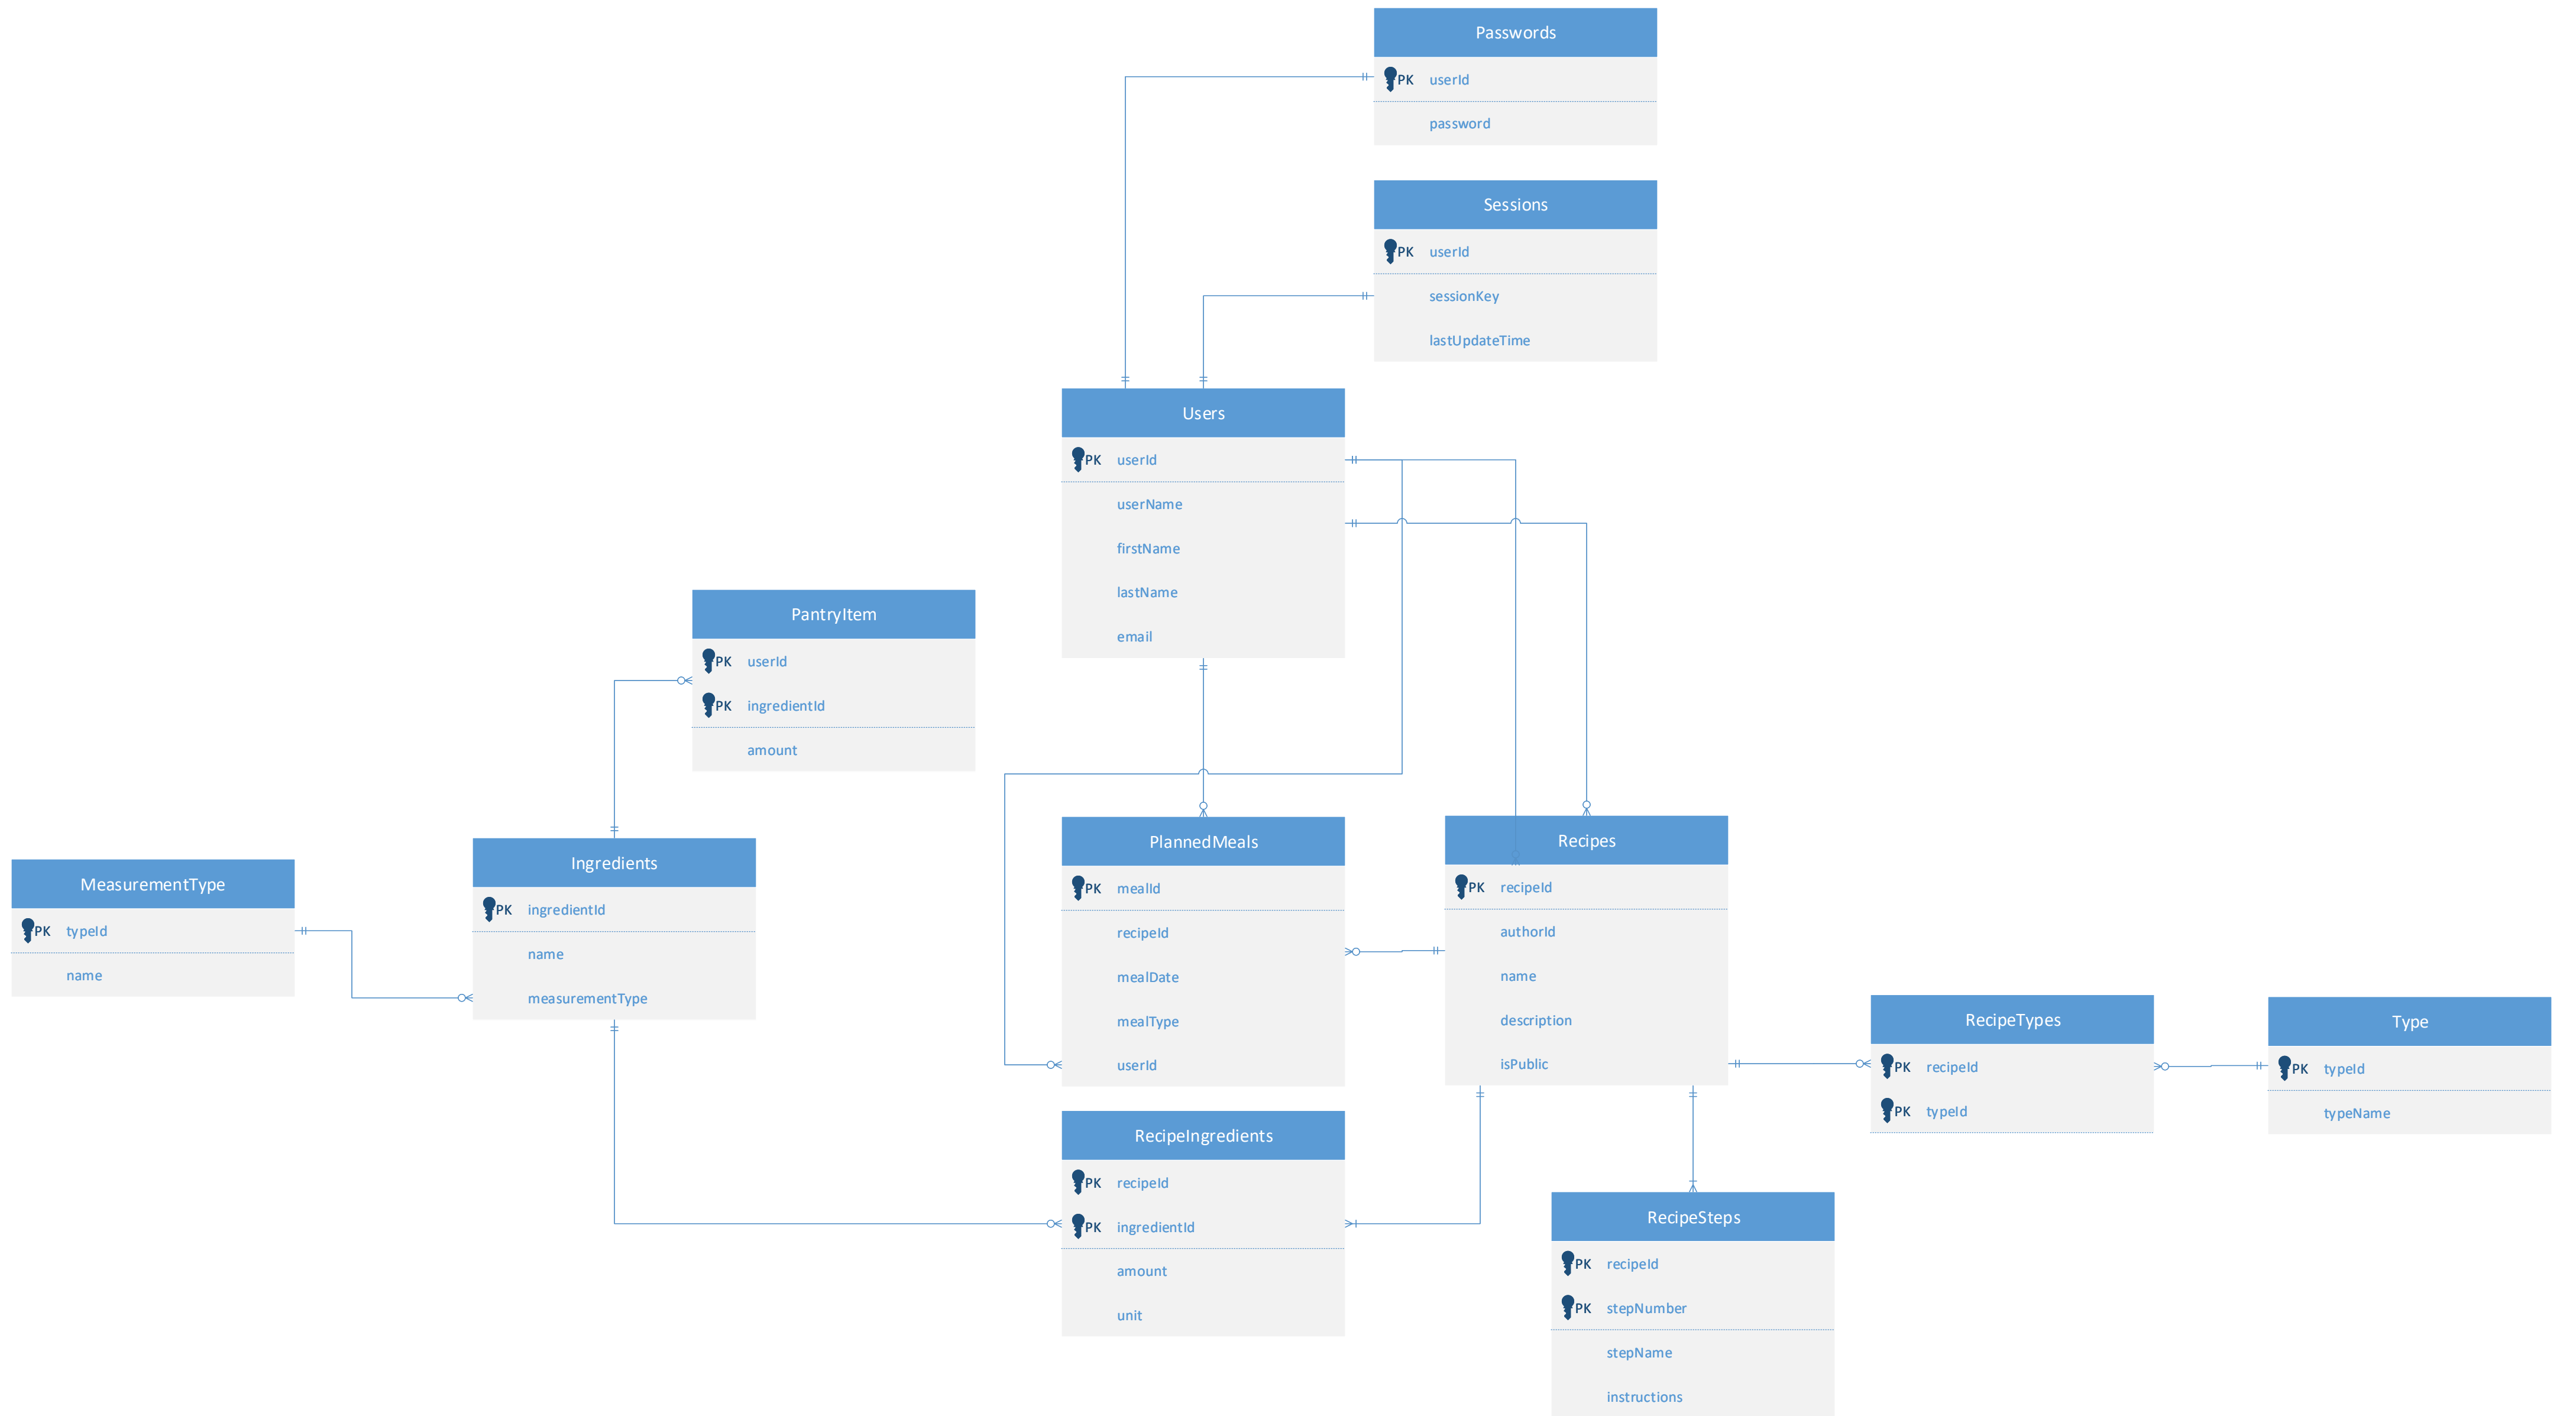 Passwords
PK userId
password
Sessions
PK userId
sessionKey
lastUpdateTime
Users
PK userId
userName
firstName
lastName
email
PantryItem
PK userId
PK ingredientId
amount
MeasurementType
PK typeId
name
Ingredients
PK ingredientId
name
measurementType
PlannedMeals
PK mealId
recipeId
mealDate
mealType
userId
Recipes
PK recipeId
authorId
name
description
isPublic
RecipeTypes
PK recipeId
PK typeId
Type
PK typeId
typeName
RecipeIngredients
PK recipeId
PK ingredientId
amount
unit
RecipeSteps
PK recipeId
PK stepNumber
stepName
instructions